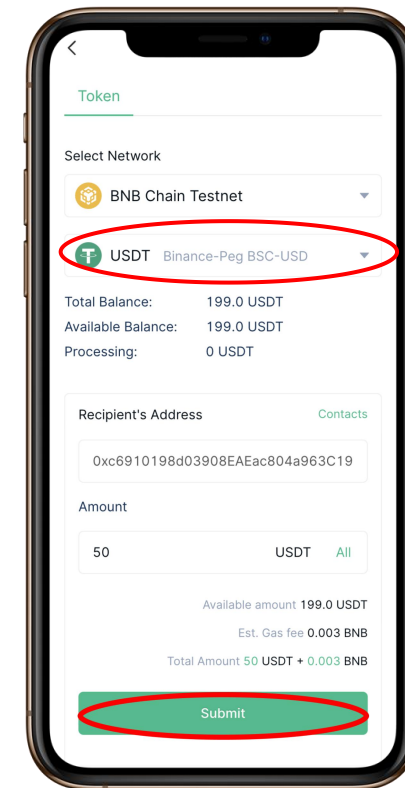 Token
Select Network
BNB Chain Testnet
USDT Binance-Peg BSC-USD
Total Balance: 199.0 USDT
Available Balance: 199.0 USDT
Processing: 0 USDT
Recipient's Address Contacts
0xc6910198d03908EAEac804a963C19
Amount
50 USDT All
Available amount 199.0 USDT
Est. Gas fee 0.003 BNB
Total Amount 50 USDT + 0.003 BNB
Submit